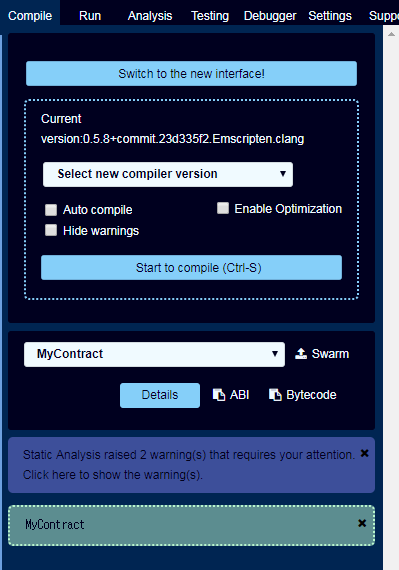 Compile Run Analysis Testing Debugger Settings Suppo
Switch to the new interface!
Current
version:0.5.8+commit.23d335f2.Emscripten.clang
Select new compiler version
Auto compile Enable Optimization
Hide warnings
Start to compile (Ctrl-S)
MyContract Swarm
Details ABI Bytecode
Static Analysis raised 2 warning(s) that requires your attention.
Click here to show the warning(s).
MyContract